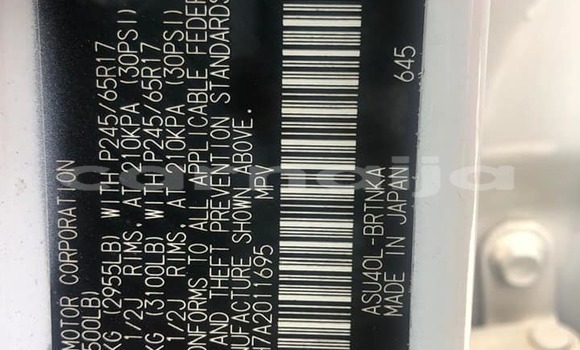 MOTOR CORPORATION
500LB)
KG (2955LB) WITH P245/65R17
1/2J RIMS, AT 210KPA (30PSI)
KG (3100LB) WITH P245/65R17
1/2J RIMS, AT 210KPA (30PSI)
ONFORMS TO ALL APPLICABLE FEDER
AND THEFT PREVENTION STANDARDS
NUFACTURE SHOWN ABOVE.
H7A2011695 MPV
ASU40L-BRTNKA 645
MADE IN JAPAN
carnaija